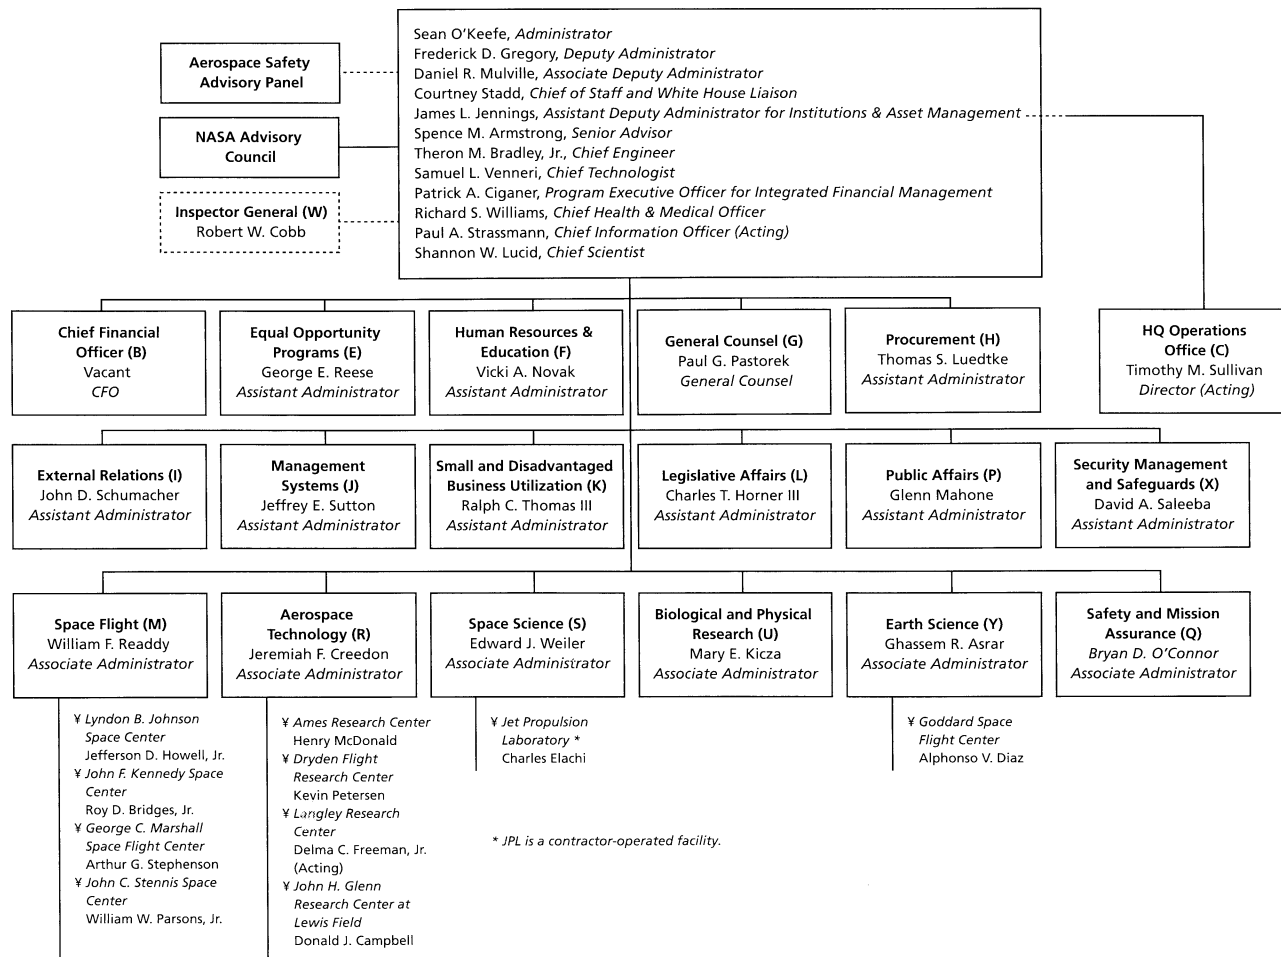 Sean O'Keefe, Administrator
Frederick D. Gregory, Deputy Administrator
Daniel R. Mulville, Associate Deputy Administrator
Courtney Stadd, Chief of Staff and White House Liaison
James L. Jennings, Assistant Deputy Administrator for Institutions & Asset Management
Spence M. Armstrong, Senior Advisor
Theron M. Bradley, Jr., Chief Engineer
Samuel L. Venneri, Chief Technologist
Patrick A. Ciganer, Program Executive Officer for Integrated Financial Management
Richard S. Williams, Chief Health & Medical Officer
Paul A. Strassmann, Chief Information Officer (Acting)
Shannon W. Lucid, Chief Scientist
Aerospace Safety
Advisory Panel
NASA Advisory
Council
Inspector General (W)
Robert W. Cobb
Chief Financial
Officer (B)
Vacant
CFO
Equal Opportunity
Programs (E)
George E. Reese
Assistant Administrator
Human Resources &
Education (F)
Vicki A. Novak
Assistant Administrator
General Counsel (G)
Paul G. Pastorek
General Counsel
Procurement (H)
Thomas S. Luedtke
Assistant Administrator
HQ Operations
Office (C)
Timothy M. Sullivan
Director (Acting)
External Relations (I)
John D. Schumacher
Assistant Administrator
Management
Systems (J)
Jeffrey E. Sutton
Assistant Administrator
Small and Disadvantaged
Business Utilization (K)
Ralph C. Thomas III
Assistant Administrator
Legislative Affairs (L)
Charles T. Horner III
Assistant Administrator
Public Affairs (P)
Glenn Mahone
Assistant Administrator
Security Management
and Safeguards (X)
David A. Saleeba
Assistant Administrator
Space Flight (M)
William F. Readdy
Associate Administrator
Aerospace
Technology (R)
Jeremiah F. Creedon
Associate Administrator
Space Science (S)
Edward J. Weiler
Associate Administrator
Biological and Physical
Research (U)
Mary E. Kicza
Associate Administrator
Earth Science (Y)
Ghassem R. Asrar
Associate Administrator
Safety and Mission
Assurance (Q)
Bryan D. O'Connor
Associate Administrator
¥ Lyndon B. Johnson
Space Center
Jefferson D. Howell, Jr.
¥ John F. Kennedy Space
Center
Roy D. Bridges, Jr.
¥ George C. Marshall
Space Flight Center
Arthur G. Stephenson
¥ John C. Stennis Space
Center
William W. Parsons, Jr.
¥ Ames Research Center
Henry McDonald
¥ Dryden Flight
Research Center
Kevin Petersen
¥ Langley Research
Center
Delma C. Freeman, Jr.
(Acting)
¥ John H. Glenn
Research Center at
Lewis Field
Donald J. Campbell
¥ Jet Propulsion
Laboratory *
Charles Elachi
¥ Goddard Space
Flight Center
Alphonso V. Diaz
* JPL is a contractor-operated facility.